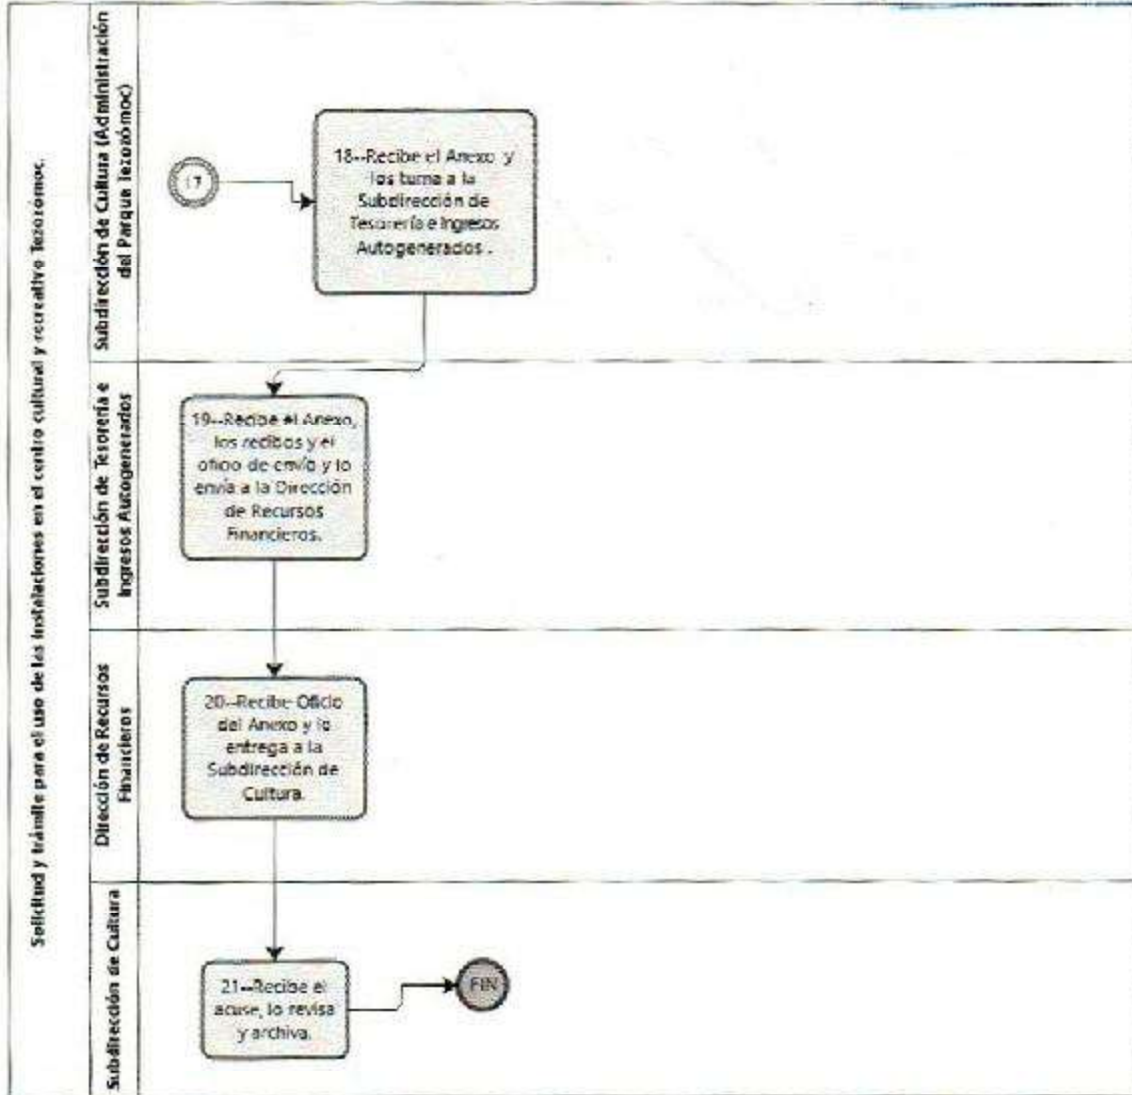 Solicitud y trámite para el uso de las instalaciones en el centro cultural y recreativo Tezozómoc.
Subdirección de Cultura (Administración
del Parque Tezozómoc)
17
18--Recibe el Anexo y
los turna a la
Subdirección de
Tesorería e Ingresos
Autogenerados .
Subdirección de Tesorería e
Ingresos Autogenerados
19--Recibe el Anexo,
los recibos y el
oficio de envío y lo
envía a la Dirección
de Recursos
Financieros.
Dirección de Recursos
Financieros
20--Recibe Oficio
del Anexo y lo
entrega a la
Subdirección de
Cultura.
Subdirección de Cultura
21--Recibe el
acuse, lo revisa
y archiva.
FIN